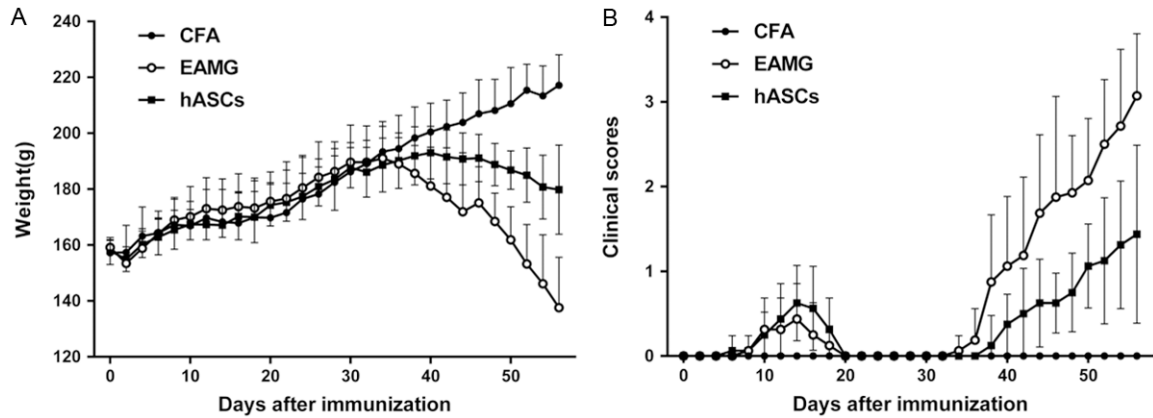 A
240
220
200
180
160
140
120
Weight(g)
CFA
EAMG
hASCs
0
10
20
30
40
50
Days after immunization
B
4
3
2
1
0
Clinical scores
CFA
EAMG
hASCs
0
10
20
30
40
50
Days after immunization